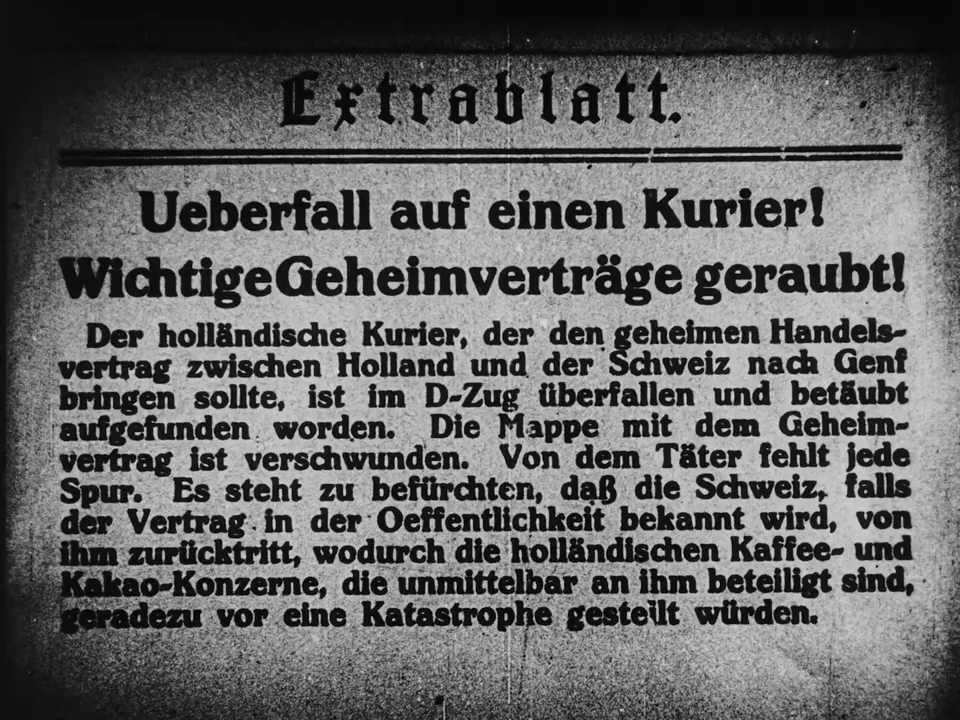 Extrablatt.
Ueberfall auf einen Kurier!
Wichtige Geheimverträge geraubt!
Der holländische Kurier, der den geheimen Handels-
vertrag zwischen Holland und der Schweiz nach Genf
bringen sollte, ist im D-Zug überfallen und betäubt
aufgefunden worden. Die Mappe mit dem Geheim-
vertrag ist verschwunden. Von dem Täter fehlt jede
Spur. Es steht zu befürchten, daß die Schweiz, falls
der Vertrag in der Oeffentlichkeit bekannt wird, von
ihm zurücktritt, wodurch die holländischen Kaffee- und
Kakao-Konzerne, die unmittelbar an ihm beteiligt sind,
geradezu vor eine Katastrophe gestellt würden.